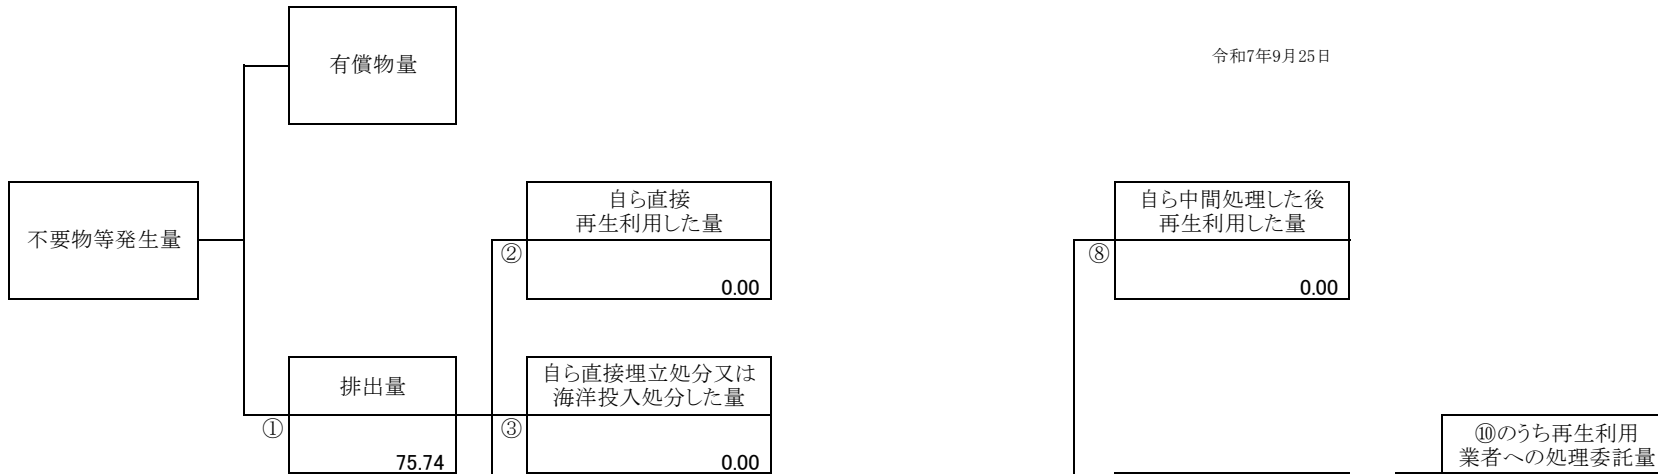 有償物量
令和7年9月25日
不要物等発生量
自ら直接
再生利用した量
②
0.00
自ら中間処理した後
再生利用した量
⑧
0.00
排出量
①
75.74
自ら直接埋立処分又は
海洋投入処分した量
③
0.00
⑩のうち再生利用
業者への処理委託量